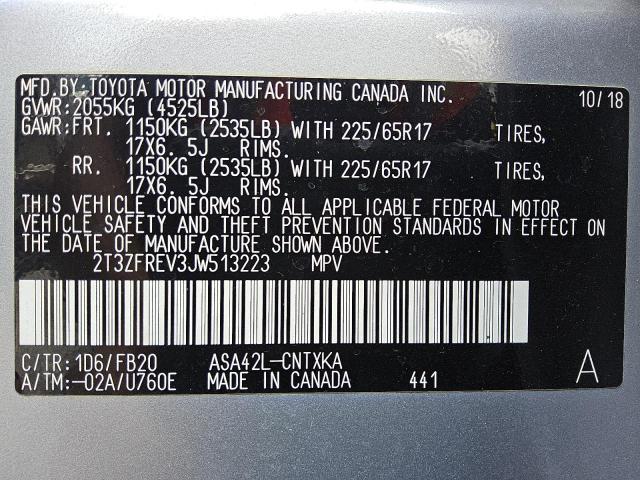 MFD.BY:TOYOTA MOTOR MANUFACTURING CANADA INC. 10/18
GVWR:2055KG (4525LB)
GAWR:FRT. 1150KG (2535LB) WITH 225/65R17 TIRES,
17X6.5J RIMS.
RR. 1150KG (2535LB) WITH 225/65R17 TIRES,
17X6.5J RIMS.
THIS VEHICLE CONFORMS TO ALL APPLICABLE FEDERAL MOTOR
VEHICLE SAFETY AND THEFT PREVENTION STANDARDS IN EFFECT ON
THE DATE OF MANUFACTURE SHOWN ABOVE.
2T3ZFREV3JW513223 MPV
C/TR:1D6/FB20 ASA42L-CNTXKA A
A/TM:-02A/U760E MADE IN CANADA 441